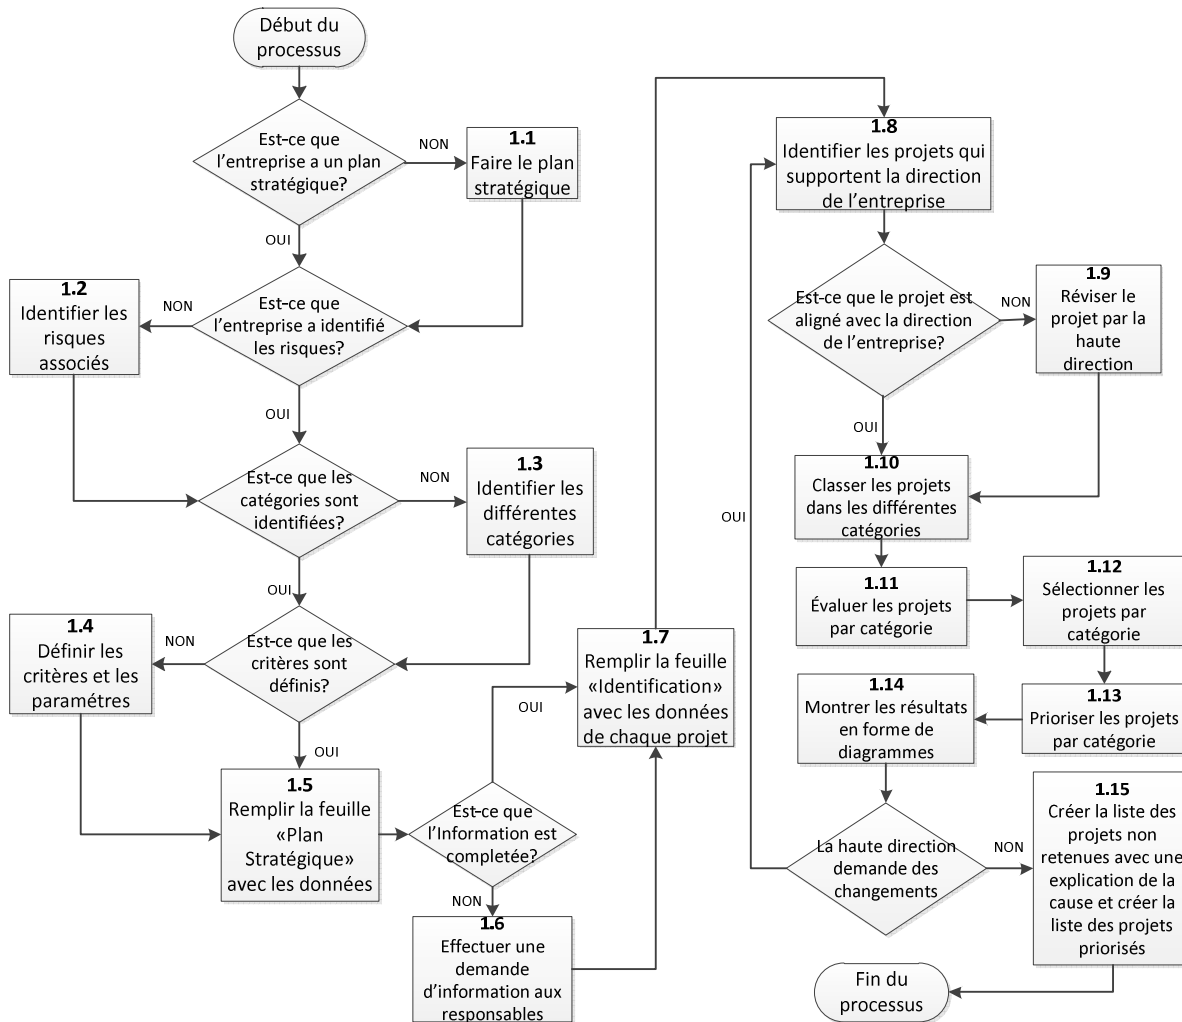 Début du
processus
Est-ce que
l'entreprise a un plan
stratégique?
NON
1.1
Faire le plan
stratégique
OUI
1.2
Identifier les
risques
associés
NON
Est-ce que
l'entreprise a identifié
les risques?
OUI
Est-ce que les
catégories sont
identifiées?
NON
1.3
Identifier les
différentes
catégories
OUI
1.4
Définir les
critères et les
paramétres
NON
Est-ce que les
critères sont
définis?
OUI
1.5
Remplir la feuille
«Plan
Stratégique»
avec les données
Est-ce que
l'Information est
completée?
OUI
NON
1.6
Effectuer une
demande
d'information aux
responsables
1.7
Remplir la feuille
«Identification»
avec les données
de chaque projet
1.8
Identifier les projets qui
supportent la direction
de l'entreprise
Est-ce que le projet est
aligné avec la direction
de l'entreprise?
NON
1.9
Réviser le
projet par la
haute
direction
OUI
1.10
Classer les projets
dans les différentes
catégories
1.11
Évaluer les projets
par catégorie
1.12
Sélectionner les
projets par
catégorie
1.13
Prioriser les projets
par catégorie
1.14
Montrer les résultats
en forme de
diagrammes
La haute direction
demande des
changements
OUI
NON
1.15
Créer la liste des
projets non
retenues avec une
explication de la
cause et créer la
liste des projets
priorisés
Fin du
processus